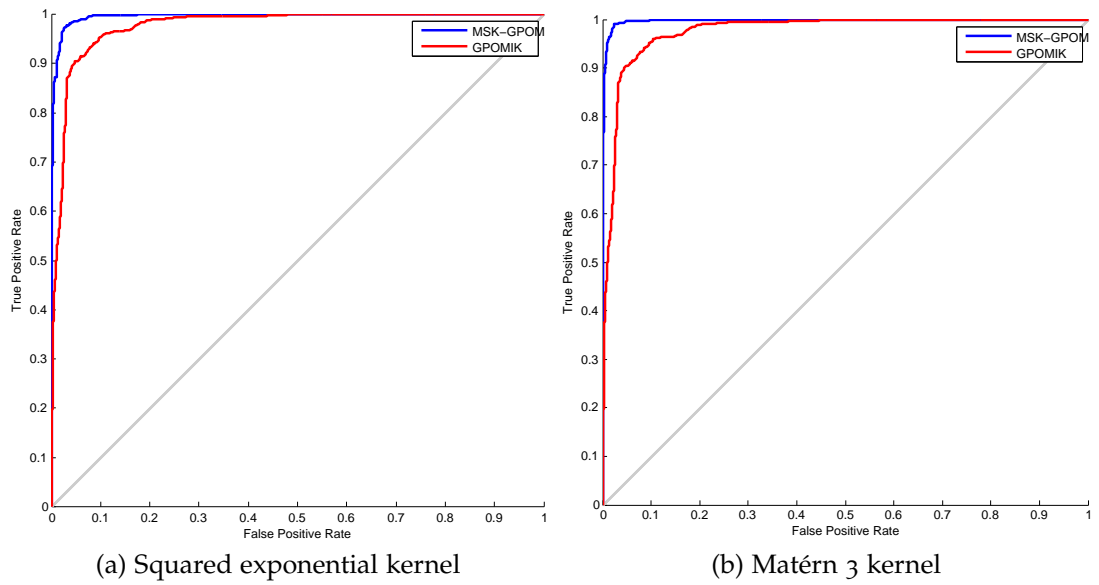 1
0.9
0.8
0.7
0.6
0.5
0.4
0.3
0.2
0.1
0
True Positive Rate
MSK−GPOM
GPOMIK
0 0.1 0.2 0.3 0.4 0.5 0.6 0.7 0.8 0.9 1
False Positive Rate
(a) Squared exponential kernel
1
0.9
0.8
0.7
0.6
0.5
0.4
0.3
0.2
0.1
0
True Positive Rate
MSK−GPOM
GPOMIK
0 0.1 0.2 0.3 0.4 0.5 0.6 0.7 0.8 0.9 1
False Positive Rate
(b) Matérn 3 kernel